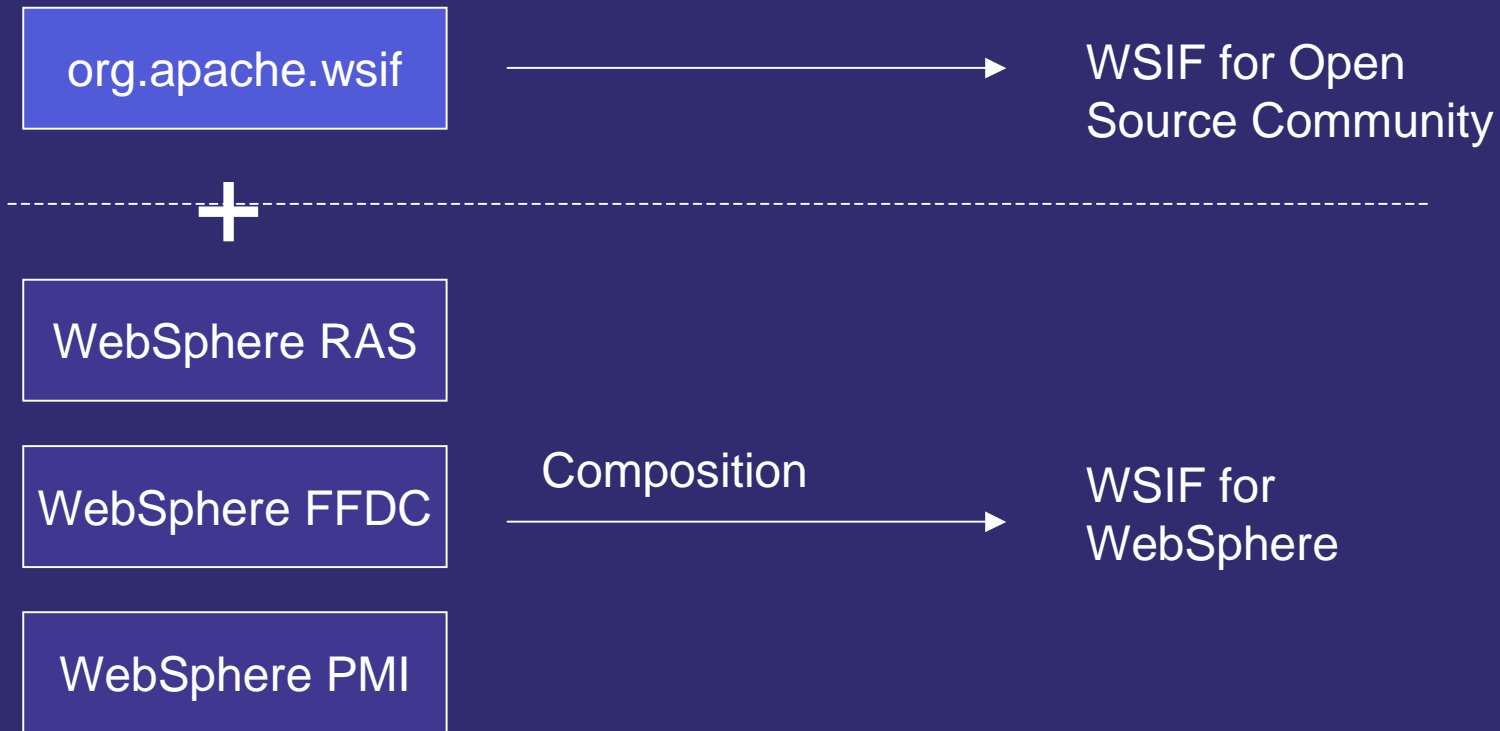 org.apache.wsif
WSIF for Open
Source Community
+
WebSphere RAS
WebSphere FFDC
Composition
WSIF for
WebSphere
WebSphere PMI